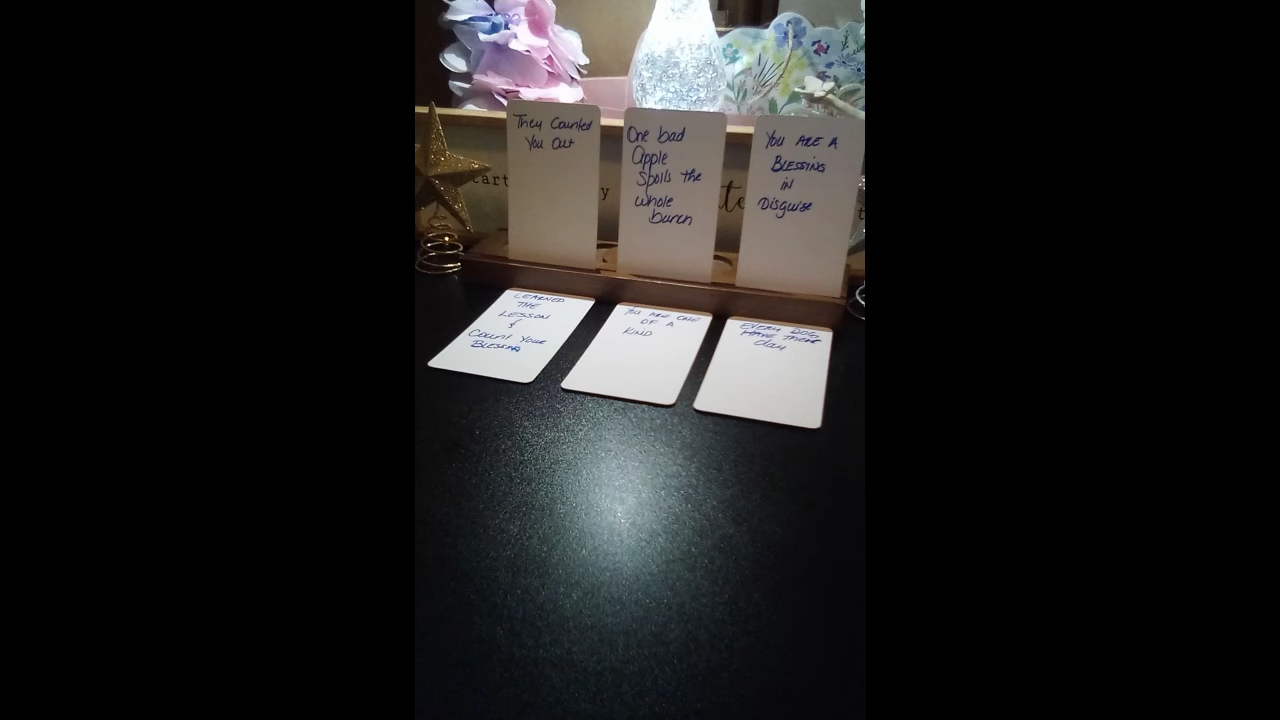 They Counted
You Out
One bad
apple
Spoils the
whole
bunch
YOU ARE A
BLESSING
IN
DISGUISE
LEARNED
THE
LESSON
&
COUNT YOUR
BLESSING
YOU ARE ONE
OF A
KIND
EVERY DOG
HAVE THERE
day